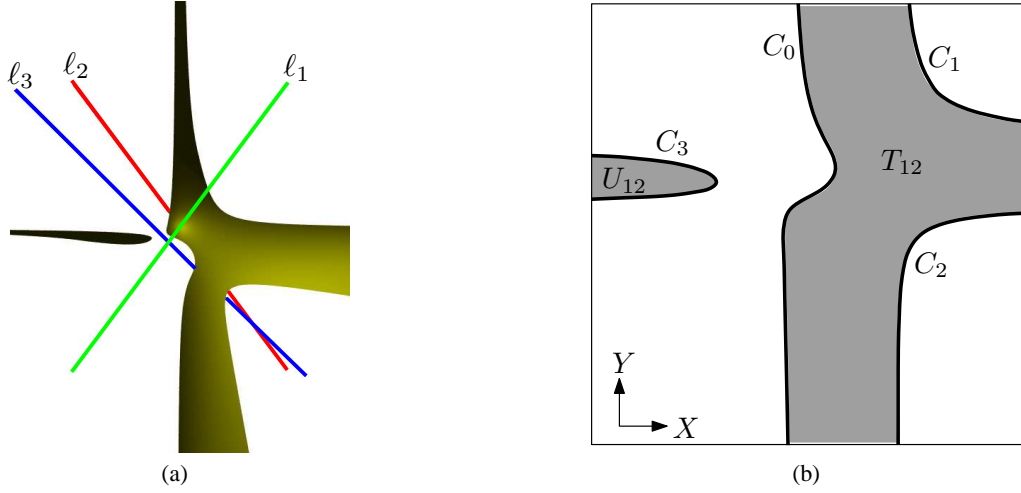 ℓ₃ ℓ₂ ℓ₁
C₀ C₁
C₃
U₁₂ T₁₂
C₂
Y
X
(a) (b)